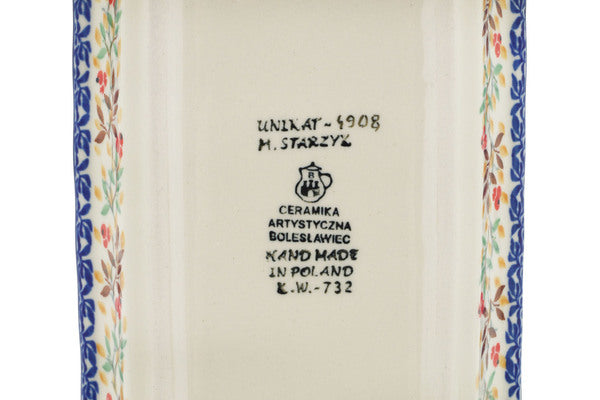 UNIKAT-4908
M. STARZYK
B
CERAMIKA
ARTYSTYCZNA
BOLESŁAWIEC
HAND MADE
IN POLAND
K.W.-732